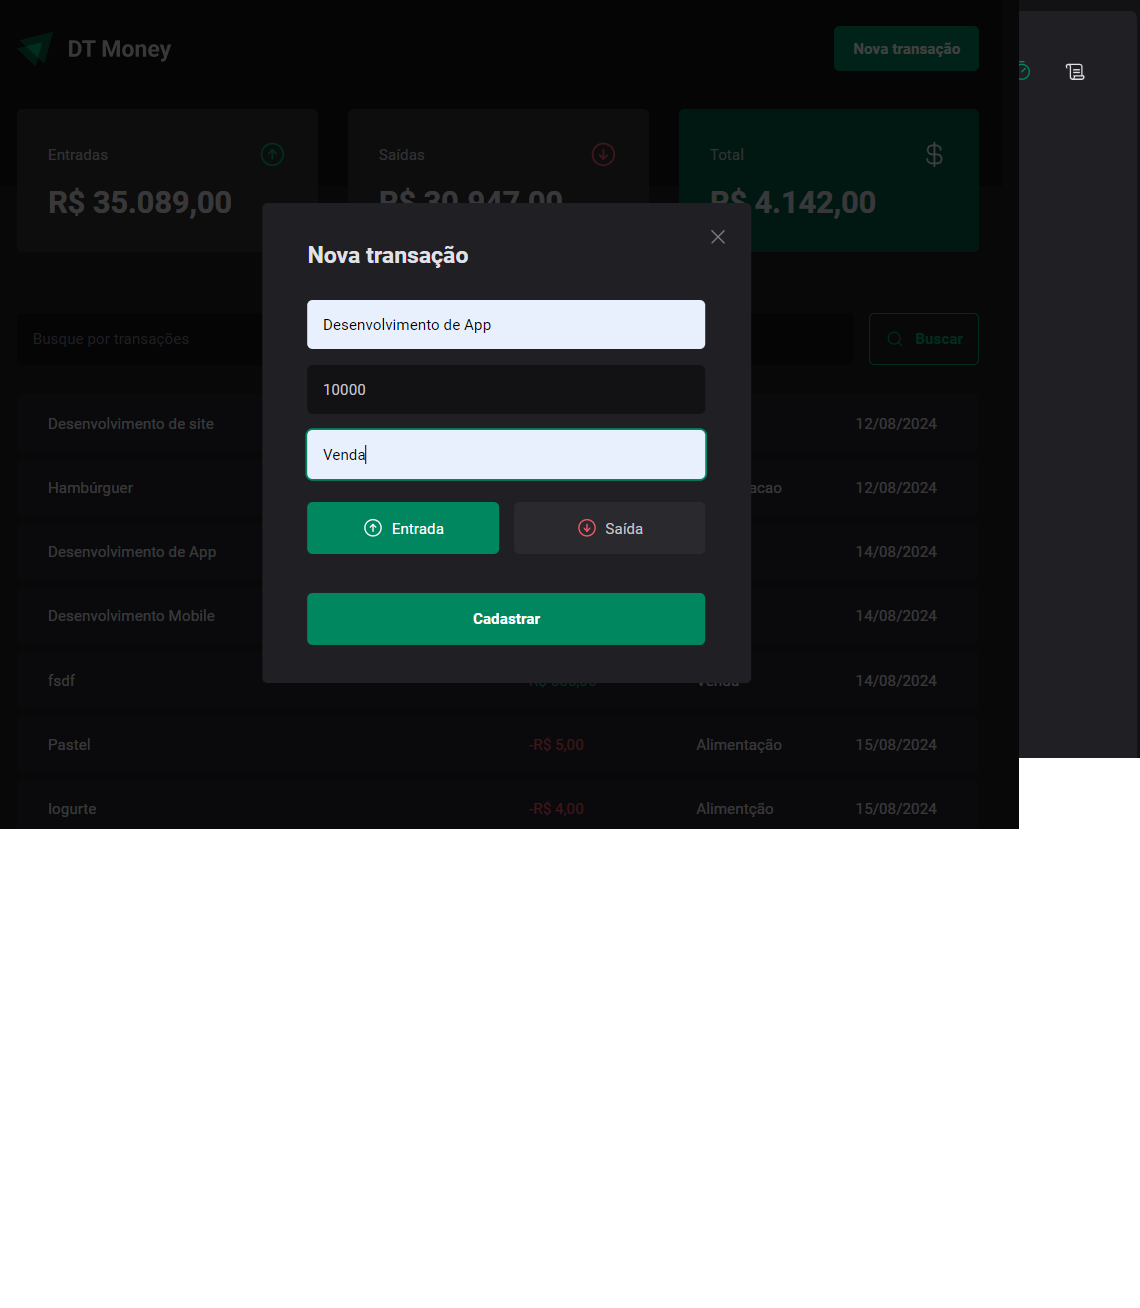 DT Money
Nova transação
Entradas
Saídas
Total
R$ 35.089,00
R$ 30.947,00
R$ 4.142,00
Nova transação
Desenvolvimento de App
10000
Venda
Entrada
Saída
Cadastrar
Busque por transações
Buscar
Desenvolvimento de site
12/08/2024
Hambúrguer
acao
12/08/2024
Desenvolvimento de App
14/08/2024
Desenvolvimento Mobile
14/08/2024
fsdf
Venda
14/08/2024
Pastel
-R$ 5,00
Alimentação
15/08/2024
Iogurte
-R$ 4,00
Alimentção
15/08/2024